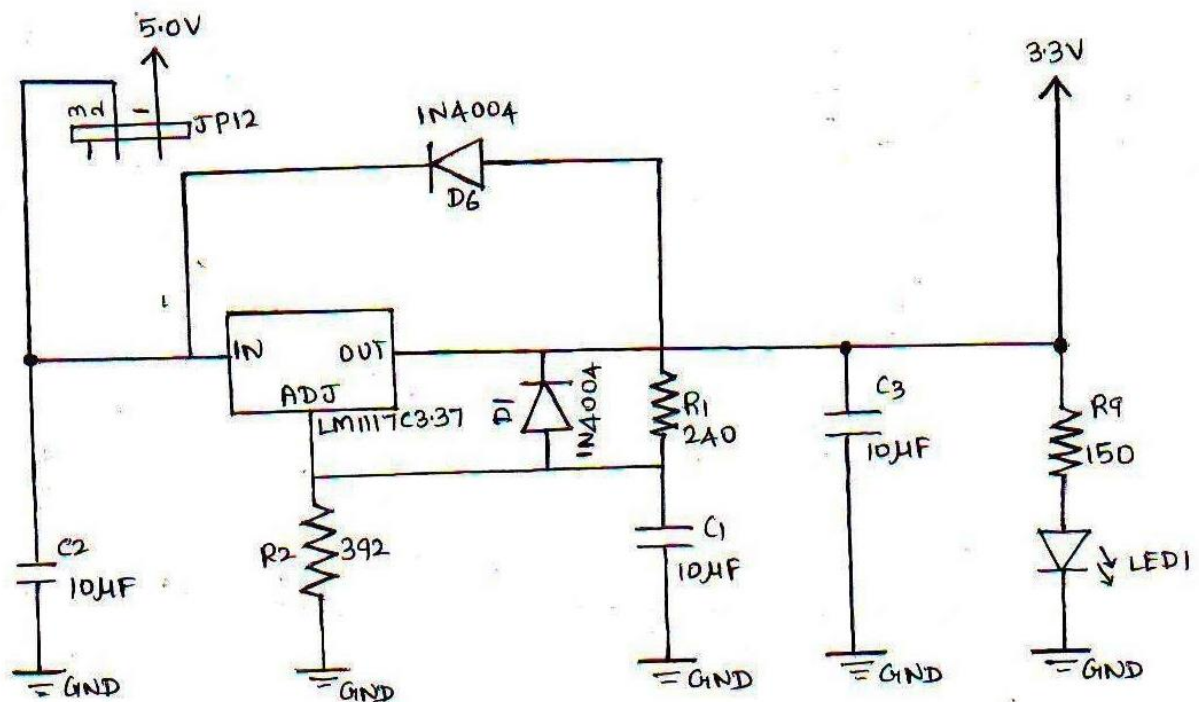 5.0V
3.3V
JP12
1N4004
D6
IN
OUT
ADJ
LM1117C3.37
1N4004
R1
240
C3
10µF
R9
150
C2
10µF
R2
392
C1
10µF
LED1
GND
GND
GND
GND
GND